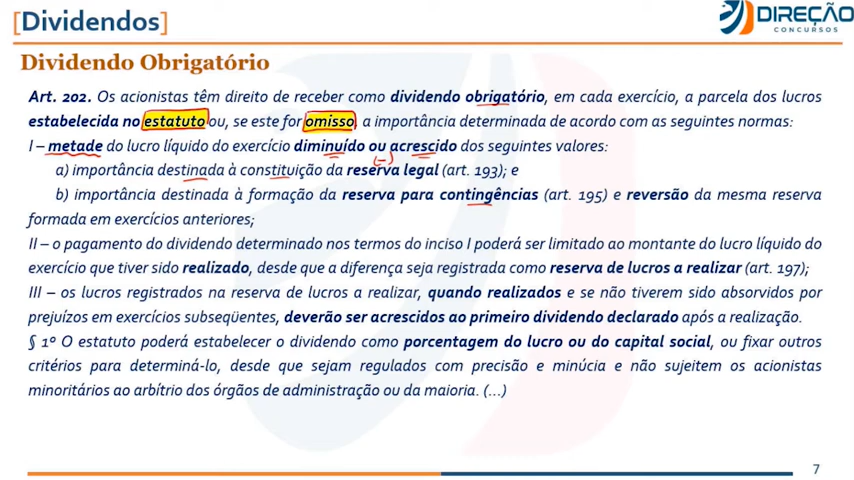 [Dividendos]
DIREÇÃO
CONCURSOS
Dividendo Obrigatório
Art. 202. Os acionistas têm direito de receber como dividendo obrigatório, em cada exercício, a parcela dos lucros
estabelecida no estatuto ou, se este for omisso, a importância determinada de acordo com as seguintes normas:
I – metade do lucro líquido do exercício diminuído ou acrescido dos seguintes valores:
(-)
a) importância destinada à constituição da reserva legal (art. 193); e
b) importância destinada à formação da reserva para contingências (art. 195) e reversão da mesma reserva
formada em exercícios anteriores;
II – o pagamento do dividendo determinado nos termos do inciso I poderá ser limitado ao montante do lucro líquido do
exercício que tiver sido realizado, desde que a diferença seja registrada como reserva de lucros a realizar (art. 197);
III – os lucros registrados na reserva de lucros a realizar, quando realizados e se não tiverem sido absorvidos por
prejuízos em exercícios subseqüentes, deverão ser acrescidos ao primeiro dividendo declarado após a realização.
§ 1º O estatuto poderá estabelecer o dividendo como porcentagem do lucro ou do capital social, ou fixar outros
critérios para determiná-lo, desde que sejam regulados com precisão e minúcia e não sujeitem os acionistas
minoritários ao arbítrio dos órgãos de administração ou da maioria. (...)
7